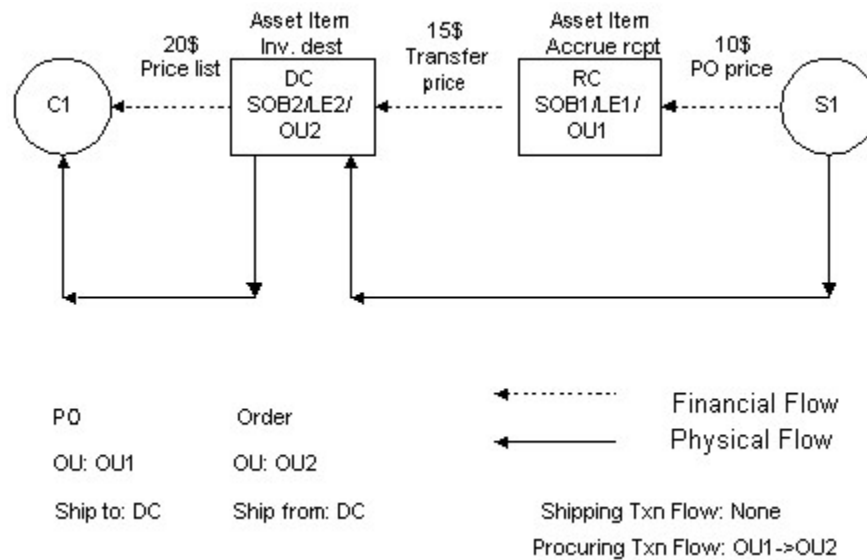 Asset Item
Inv. dest
Asset Item
Accrue rcpt
20$
Price list
15$
Transfer
price
10$
PO price
C1
DC
SOB2/LE2/
OU2
RC
SOB1/LE1/
OU1
S1
PO
Order
OU: OU1
OU: OU2
Ship to: DC
Ship from: DC
Financial Flow
Physical Flow
Shipping Txn Flow: None
Procuring Txn Flow: OU1->OU2